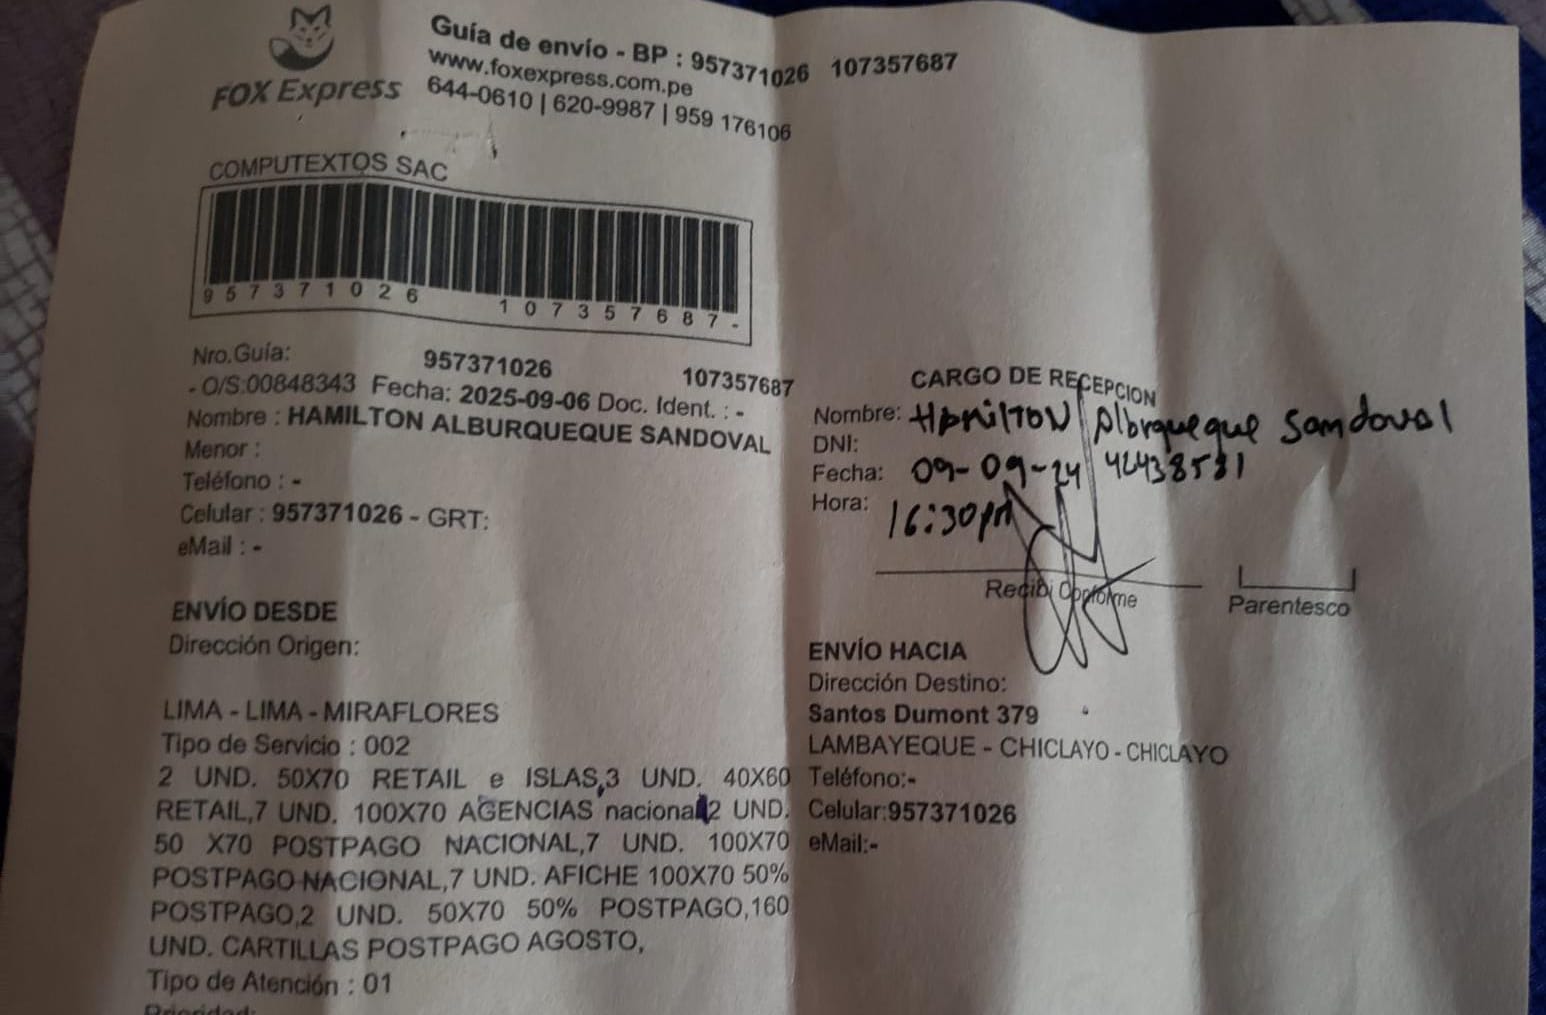 Guía de envío - BP : 957371026 107357687
www.foxexpress.com.pe
644-0610 | 620-9987 | 959 176106
FOX Express
COMPUTEXTOS SAC
957371026 107357687-
Nro.Guía: 957371026 107357687
- O/S:00848343 Fecha: 2025-09-06 Doc. Ident. : -
Nombre : HAMILTON ALBURQUEQUE SANDOVAL
Menor :
Teléfono : -
Celular : 957371026 - GRT:
eMail : -
CARGO DE RECEPCION
Nombre: Hamilton Alburqueque Sandoval
DNI:
Fecha: 09-09-24 42438531
Hora: 16:30pm
Recibi Conforme
Parentesco
ENVÍO DESDE
Dirección Origen:
LIMA - LIMA - MIRAFLORES
Tipo de Servicio : 002
2 UND. 50X70 RETAIL e ISLAS,3 UND. 40X60
RETAIL,7 UND. 100X70 AGENCIAS nacional 2 UND.
50 X70 POSTPAGO NACIONAL,7 UND. 100X70
POSTPAGO NACIONAL,7 UND. AFICHE 100X70 50%
POSTPAGO,2 UND. 50X70 50% POSTPAGO,160
UND. CARTILLAS POSTPAGO AGOSTO,
Tipo de Atención : 01
Prioridad:
ENVÍO HACIA
Dirección Destino:
Santos Dumont 379
LAMBAYEQUE - CHICLAYO - CHICLAYO
Teléfono:-
Celular:957371026
eMail:-